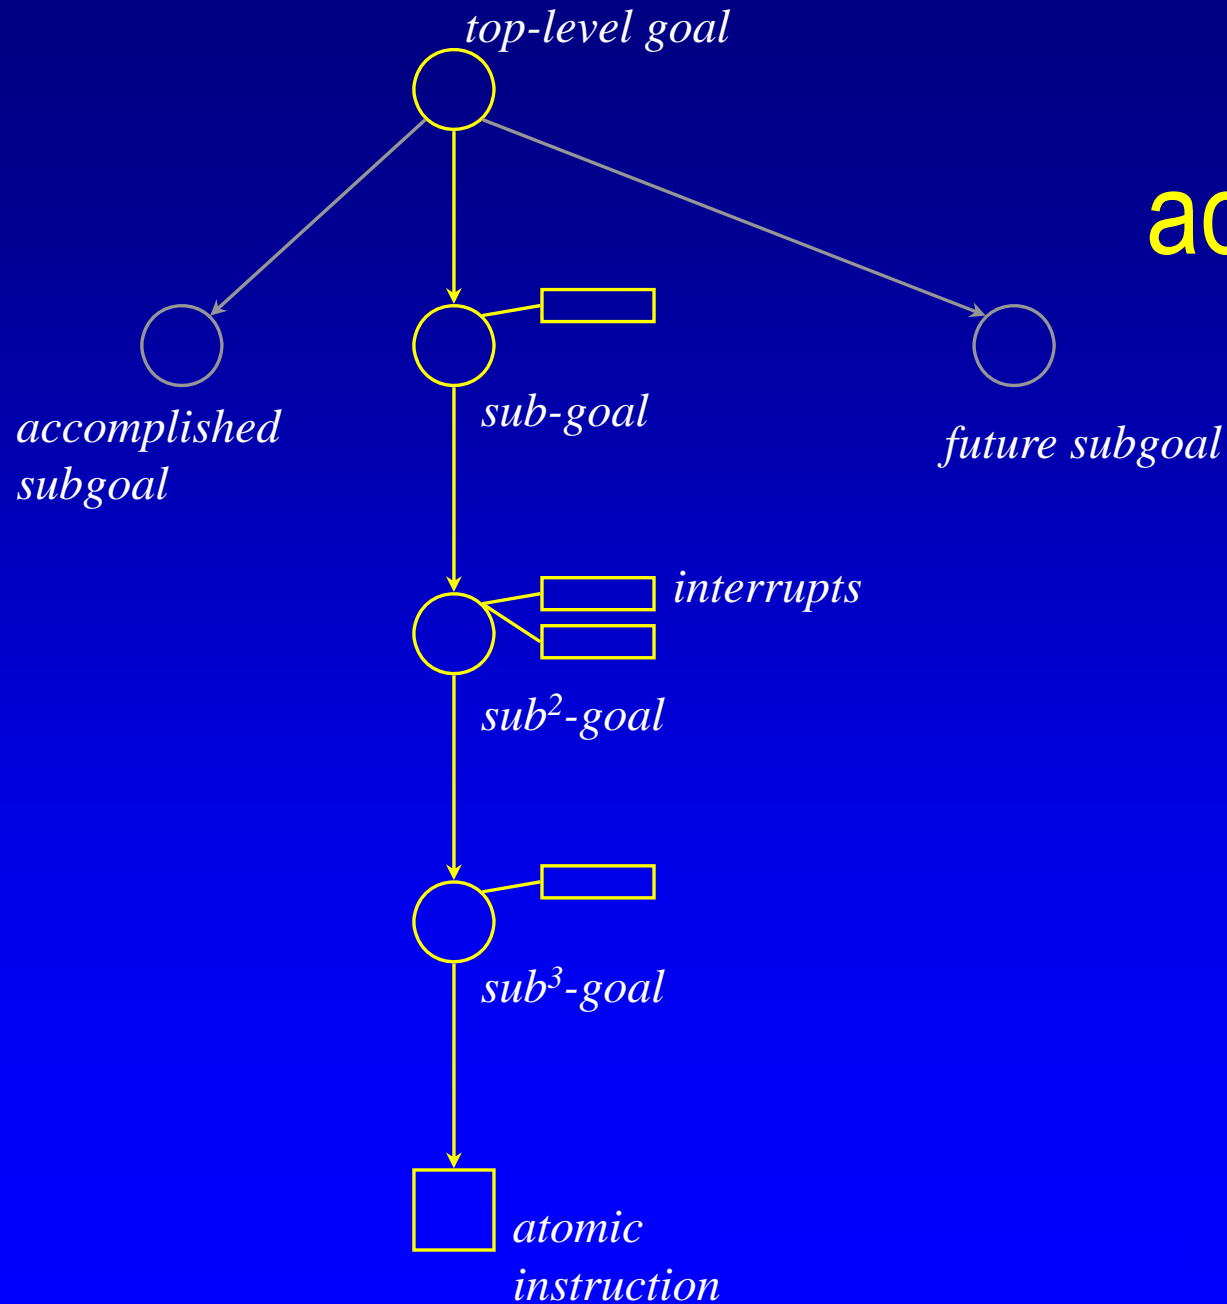 top-level goal
accomplished
subgoal
sub-goal
future subgoal
interrupts
sub²-goal
sub³-goal
atomic
instruction